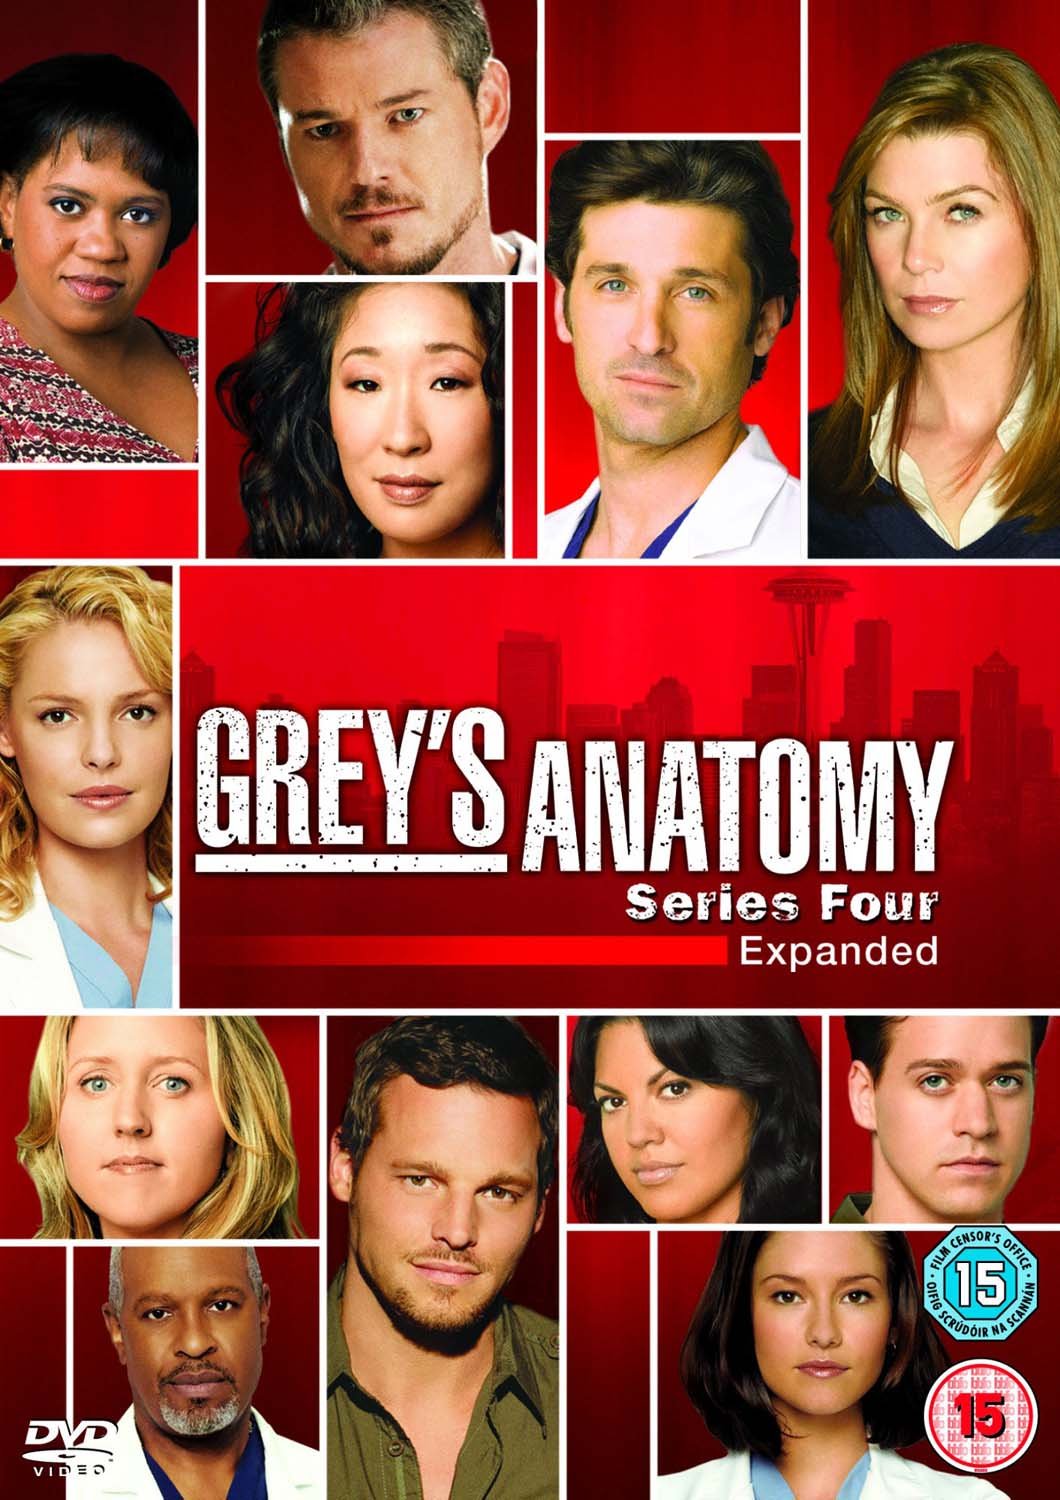 GREY'S ANATOMY
Series Four
Expanded
FILM CENSOR'S OFFICE
15
OIFIG SCRÚDÓIR NA SCANNÁN
15
DVD
VIDEO